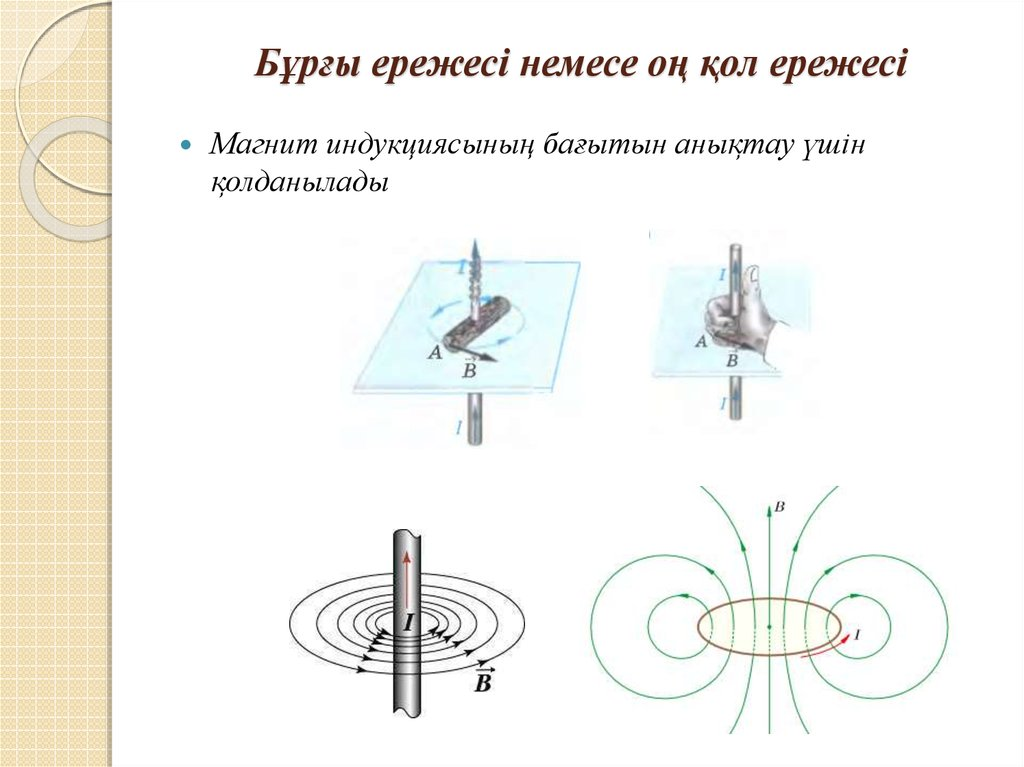 Бұрғы ережесі немесе оң қол ережесі
Магнит индукциясының бағытын анықтау үшін
қолданылады
I
A
B
I
I
A
B
I
I
B
B
I